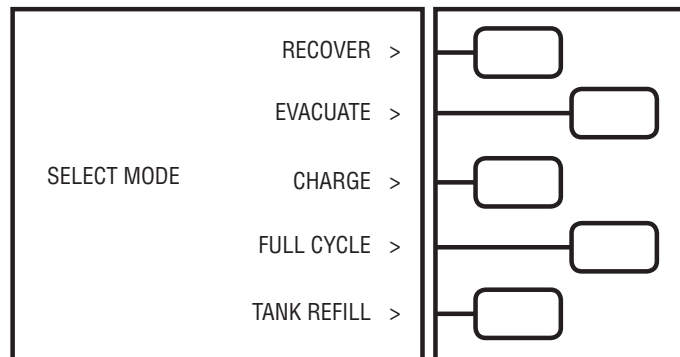 RECOVER >
EVACUATE >
SELECT MODE CHARGE >
FULL CYCLE >
TANK REFILL >